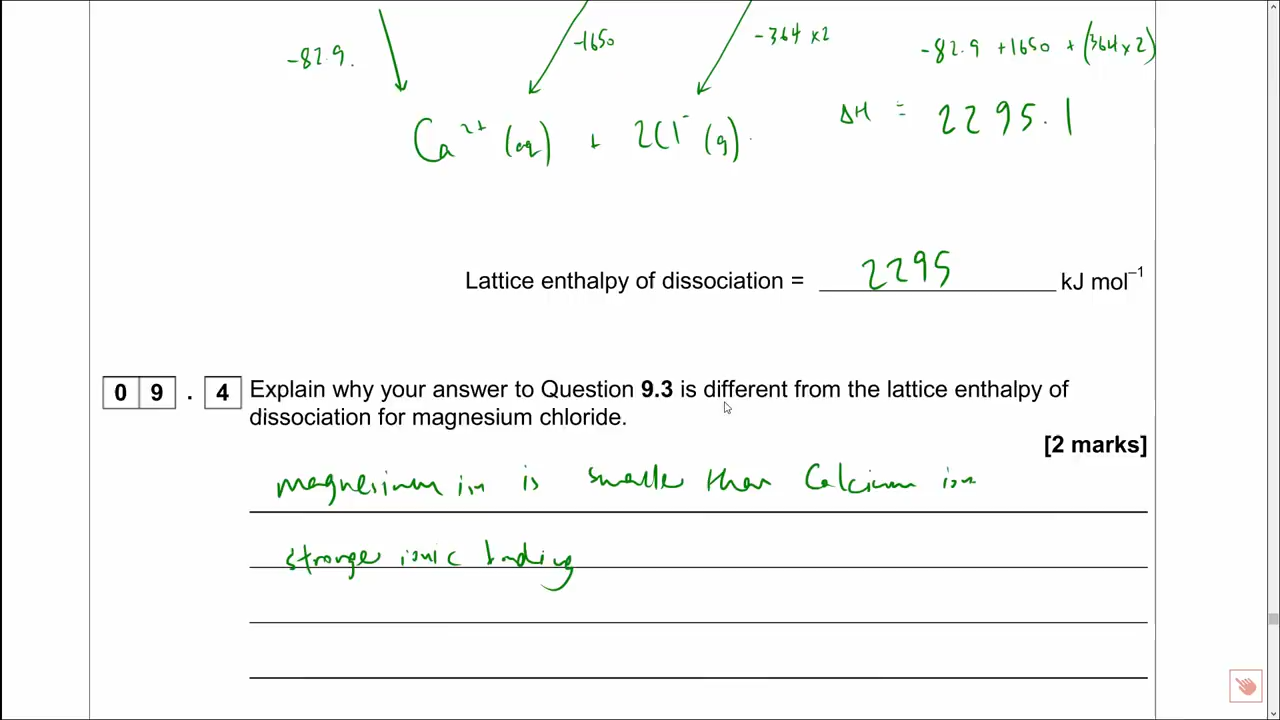 -82.9.
-1650
-364 x2
-82.9 +1650 + (364 x2)
Ca²⁺ (aq) + 2Cl⁻ (g).
ΔH = 2295.1
Lattice enthalpy of dissociation = 2295 kJ mol⁻¹
0 9 . 4 Explain why your answer to Question 9.3 is different from the lattice enthalpy of
dissociation for magnesium chloride.
[2 marks]
magnesium ion is smaller than Calcium ion
stronger ionic bonding